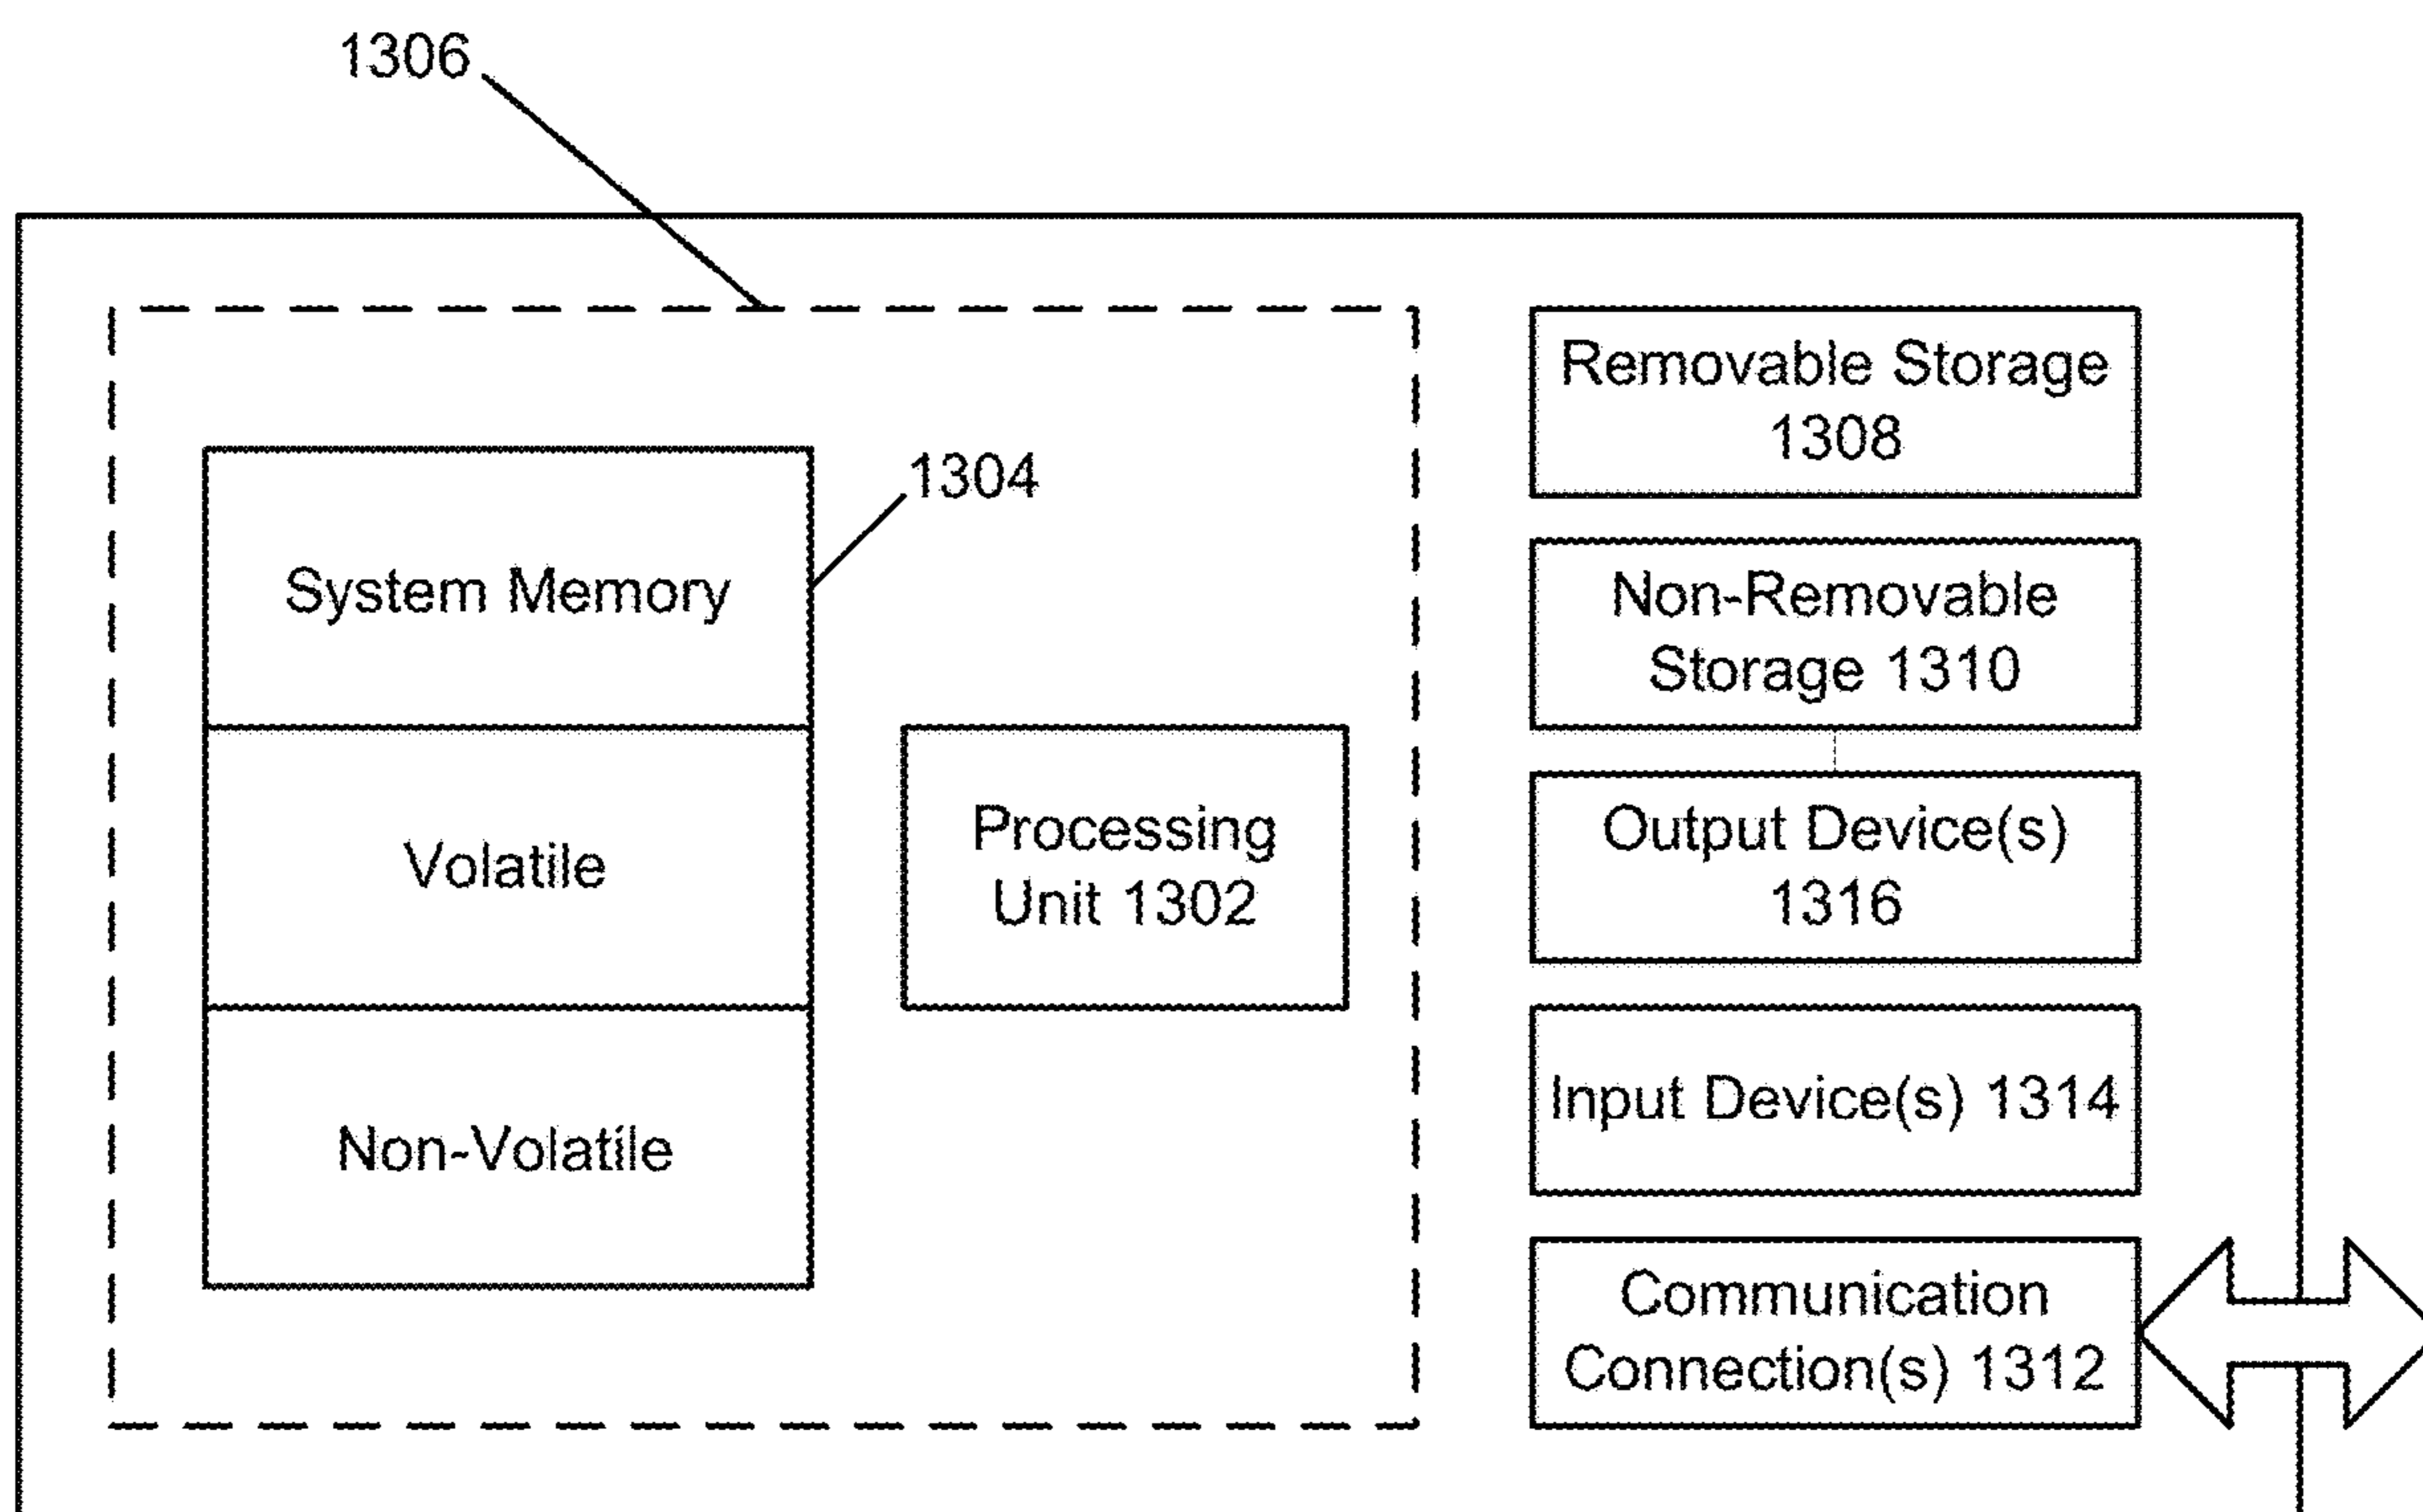 1306
1304
System Memory
Volatile
Non-Volatile
Processing
Unit 1302
Removable Storage
1308
Non-Removable
Storage 1310
Output Device(s)
1316
Input Device(s) 1314
Communication
Connection(s) 1312